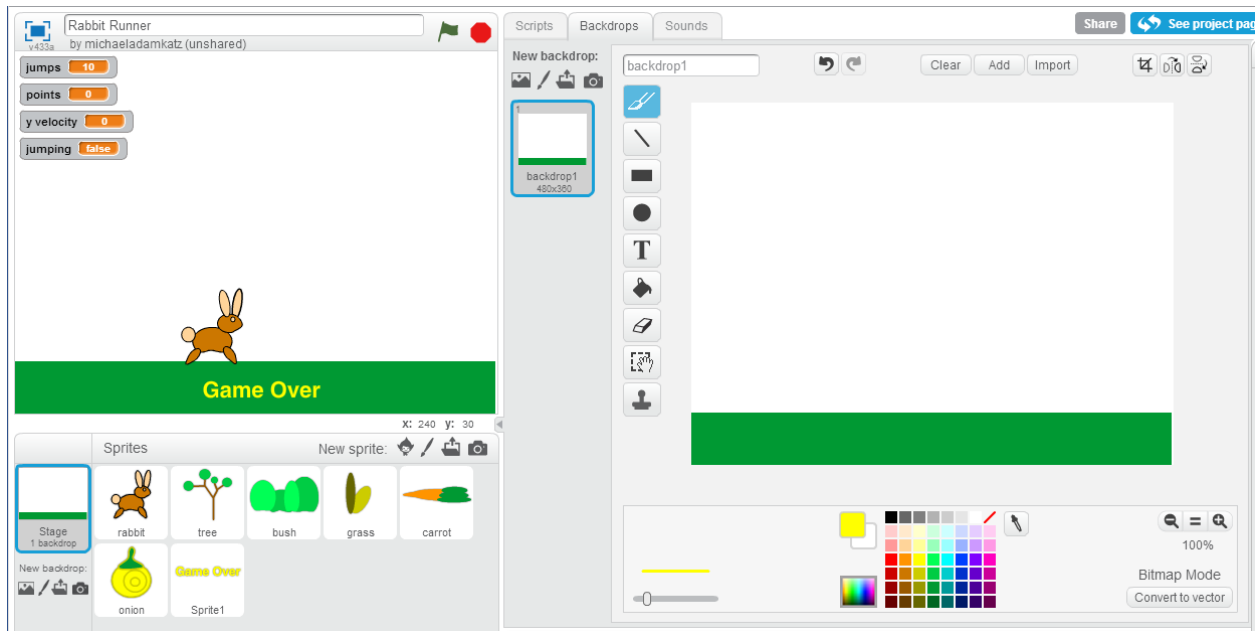 Rabbit Runner
by michaeladamkatz (unshared)
v433a
jumps 10
points 0
y velocity 0
jumping false
Game Over
x: 240 y: 30
Sprites
New sprite:
Stage
1 backdrop
New backdrop:
rabbit
tree
bush
grass
carrot
onion
Game Over
Sprite1
Scripts
Backdrops
Sounds
Share
See project pag
New backdrop:
1
backdrop1
480x360
backdrop1
Clear
Add
Import
T
100%
Bitmap Mode
Convert to vector